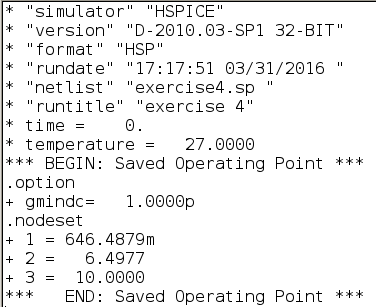 * "simulator" "HSPICE"
* "version" "D-2010.03-SP1 32-BIT"
* "format" "HSP"
* "rundate" "17:17:51 03/31/2016 "
* "netlist" "exercise4.sp "
* "runtitle" "exercise 4"
* time =    0.
* temperature =   27.0000
*** BEGIN: Saved Operating Point ***
.option
+ gmindc=   1.0000p
.nodeset
+ 1 = 646.4879m
+ 2 =   6.4977
+ 3 =  10.0000
***   END: Saved Operating Point ***